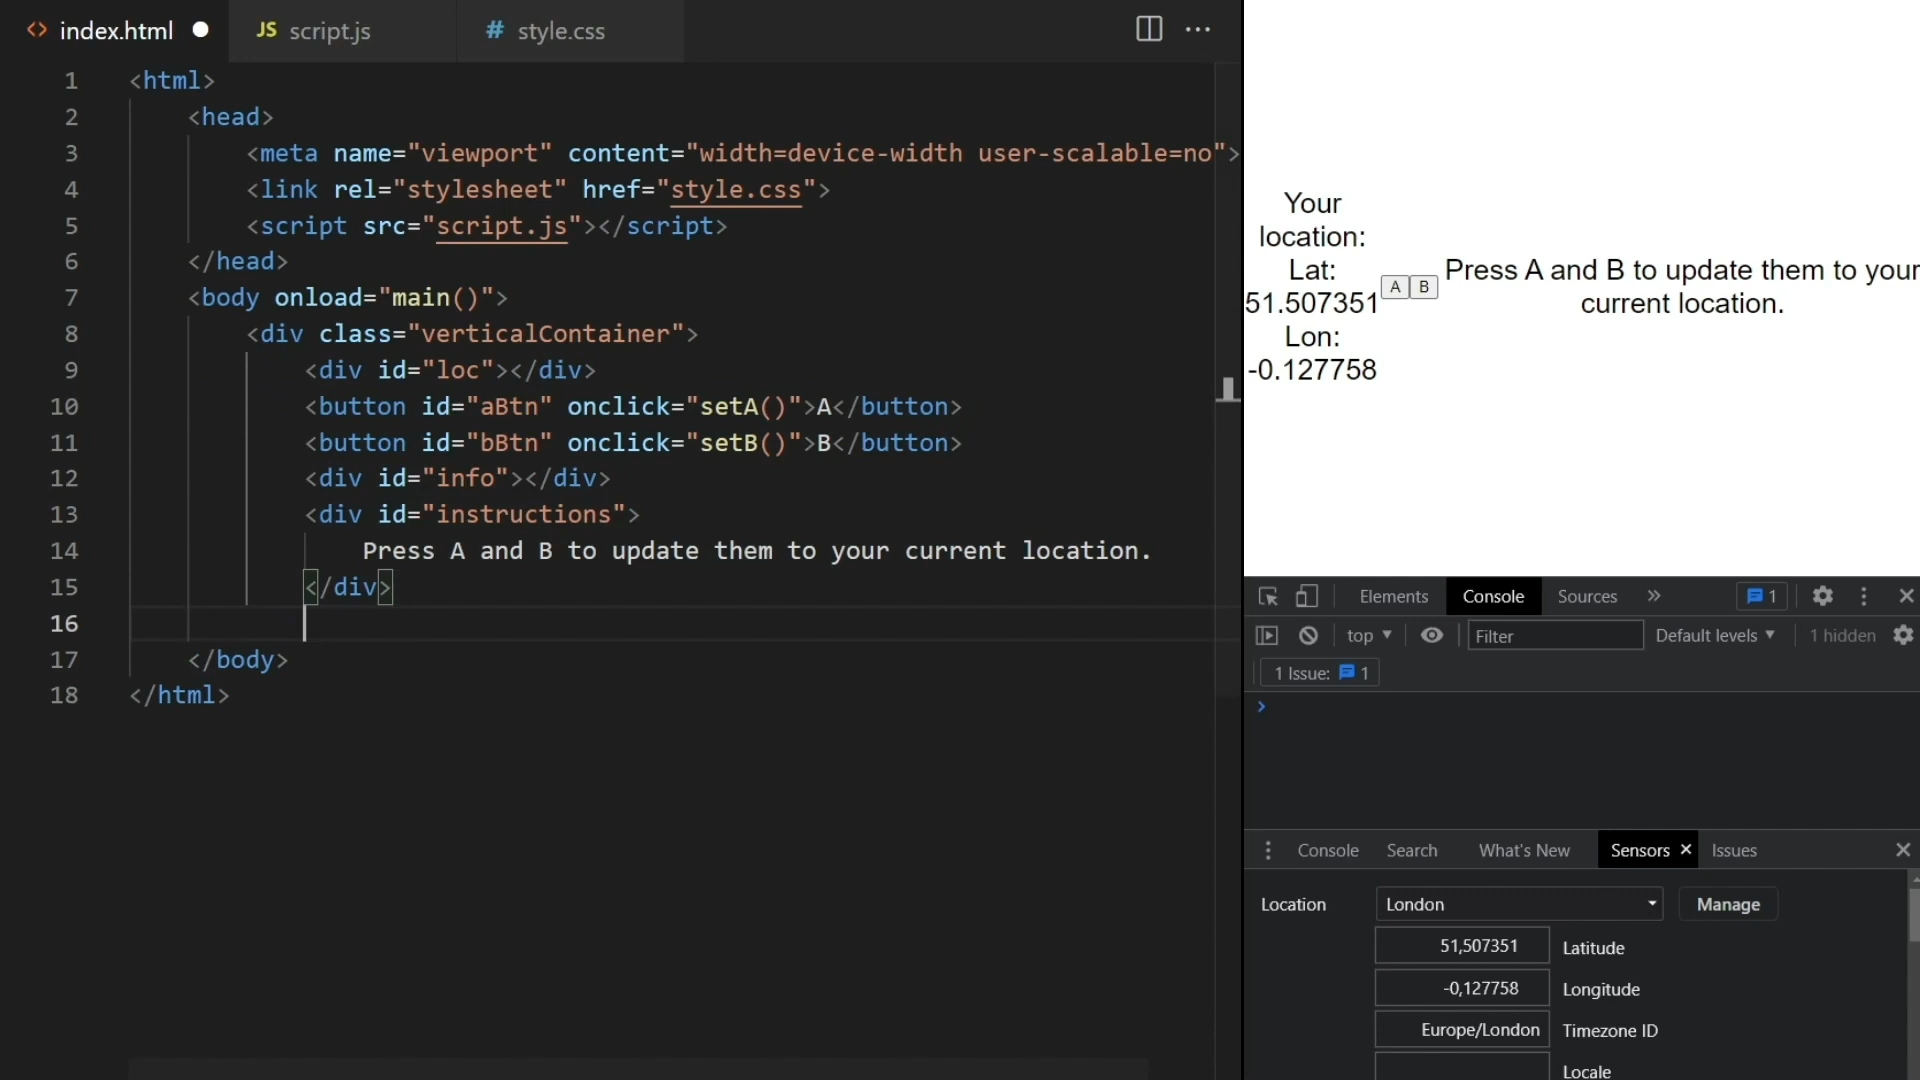 index.html
JS script.js
# style.css
1 <html>
2 <head>
3 <meta name="viewport" content="width=device-width user-scalable=no">
4 <link rel="stylesheet" href="style.css">
5 <script src="script.js"></script>
6 </head>
7 <body onload="main()">
8 <div class="verticalContainer">
9 <div id="loc"></div>
10 <button id="aBtn" onclick="setA()">A</button>
11 <button id="bBtn" onclick="setB()">B</button>
12 <div id="info"></div>
13 <div id="instructions">
14 Press A and B to update them to your current location.
15 </div>
16
17 </body>
18 </html>
Your
location:
Lat:
51.507351
Lon:
-0.127758
A B
Press A and B to update them to your
current location.
Elements Console Sources » 1
top Filter Default levels 1 hidden
1 Issue: 1
Console Search What's New Sensors Issues
Location London Manage
51,507351 Latitude
-0,127758 Longitude
Europe/London Timezone ID
Locale